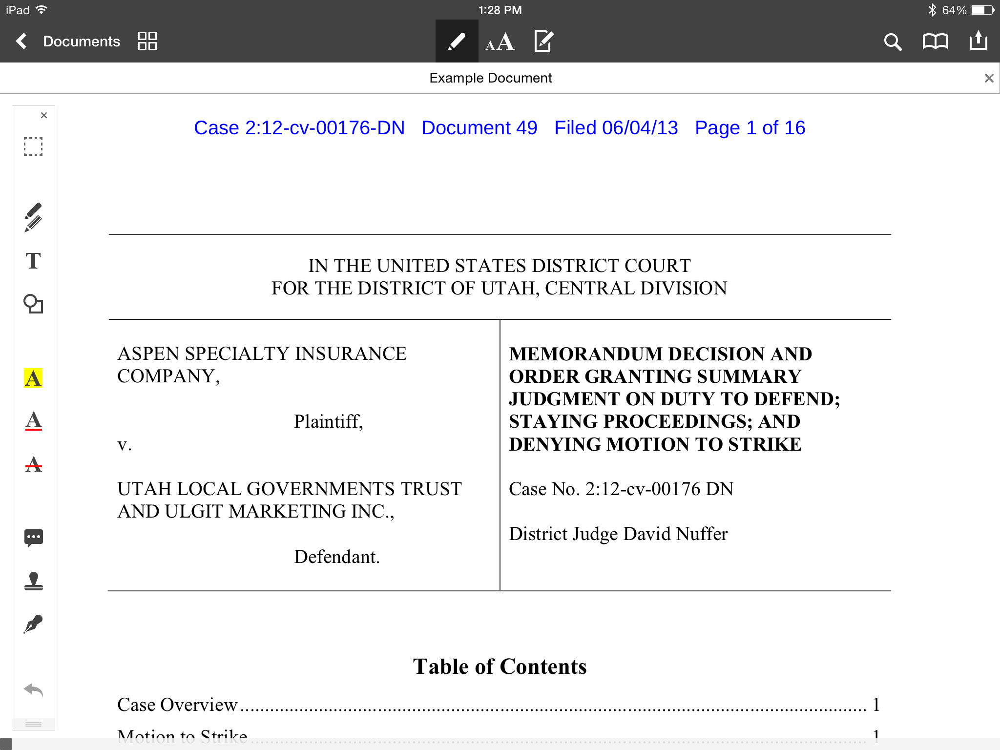 iPad 1:28 PM 64%
Documents AA
Example Document
Case 2:12-cv-00176-DN Document 49 Filed 06/04/13 Page 1 of 16
T
A
A
A
IN THE UNITED STATES DISTRICT COURT
FOR THE DISTRICT OF UTAH, CENTRAL DIVISION
ASPEN SPECIALTY INSURANCE
COMPANY,
Plaintiff,
v.
UTAH LOCAL GOVERNMENTS TRUST
AND ULGIT MARKETING INC.,
Defendant.
MEMORANDUM DECISION AND
ORDER GRANTING SUMMARY
JUDGMENT ON DUTY TO DEFEND;
STAYING PROCEEDINGS; AND
DENYING MOTION TO STRIKE
Case No. 2:12-cv-00176 DN
District Judge David Nuffer
Table of Contents
Case Overview ........................................................................................................................ 1
Motion to Strike ...................................................................................................................... 1